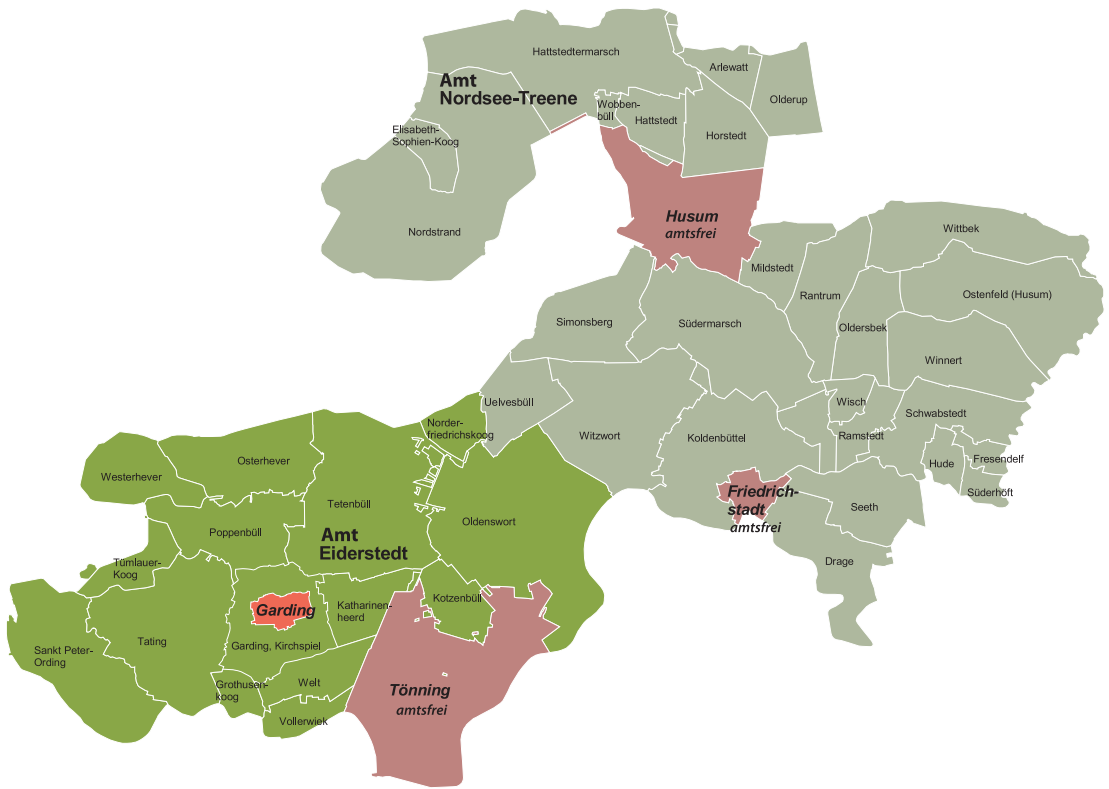 Hattstedtermarsch
Arlewatt
Amt
Nordsee-Treene
Olderup
Wobben-
büll
Hattstedt
Horstedt
Elisabeth-
Sophien-Koog
Nordstrand
Husum
amtsfrei
Wittbek
Mildstedt
Rantrum
Ostenfeld (Husum)
Simonsberg
Südermarsch
Oldersbek
Winnert
Uelvesbüll
Wisch
Schwabstedt
Norder-
friedrichskoog
Witzwort
Koldenbüttel
Ramstedt
Hude
Fresendelf
Süderhöft
Osterhever
Westerhever
Friedrich-
stadt
amtsfrei
Tetenbüll
Seeth
Oldenswort
Poppenbüll
Amt
Eiderstedt
Drage
Tümlauer-
Koog
Kotzenbüll
Garding
Katharinen-
heerd
Tating
Garding, Kirchspiel
Sankt Peter-
Ording
Grothusen-
koog
Welt
Tönning
amtsfrei
Vollerwiek